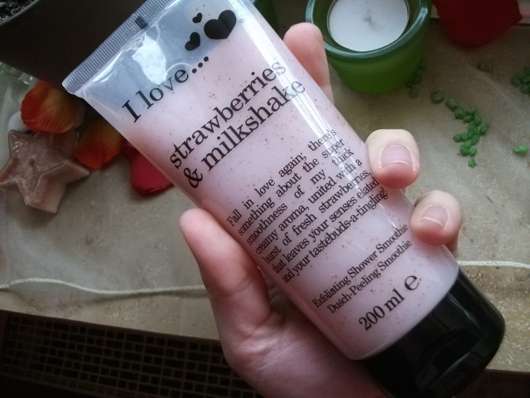 I love...
strawberries
& milkshake
Fall in love again, there's
something about the super
smoothness of my thick
creamy aroma, united with a
burst of fresh strawberries,
that leaves your senses elated
and your tastebuds-a-tingling!
Exfoliating Shower Smoothie
Dusch-Peeling Smoothie
200 ml e